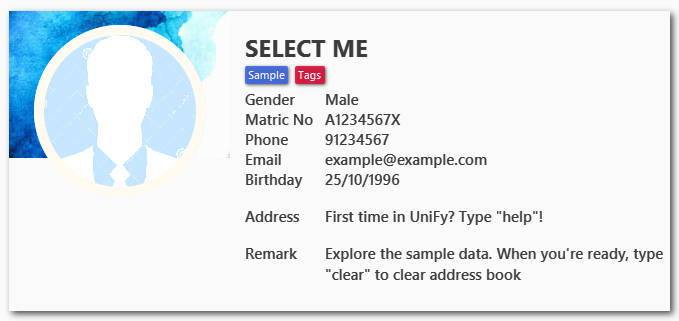 SELECT ME
Sample Tags
Gender Male
Matric No A1234567X
Phone 91234567
Email example@example.com
Birthday 25/10/1996
Address First time in UniFy? Type "help"!
Remark Explore the sample data. When you're ready, type
"clear" to clear address book